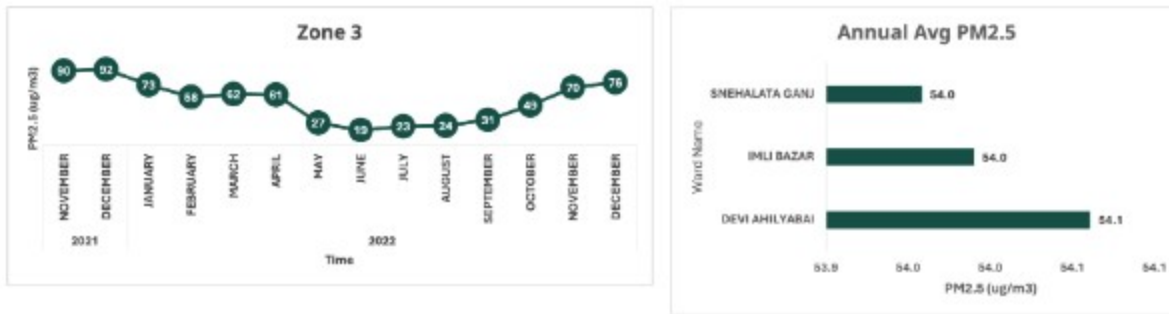 Zone 3
PM2.5 (ug/m3)
90 92 73 58 62 61 27 19 23 24 31 49 70 76
NOVEMBER DECEMBER JANUARY FEBRUARY MARCH APRIL MAY JUNE JULY AUGUST SEPTEMBER OCTOBER NOVEMBER DECEMBER
2021 2022
Time
Annual Avg PM2.5
Ward Name
SNEHALATA GANJ 54.0
IMLI BAZAR 54.0
DEVI AHILYABAI 54.1
53.9 54.0 54.0 54.1 54.1
PM2.5 (ug/m3)